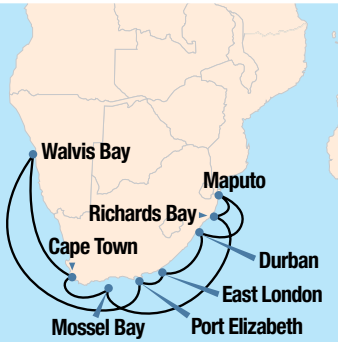 Walvis Bay
Maputo
Richards Bay
Cape Town
Durban
East London
Mossel Bay
Port Elizabeth